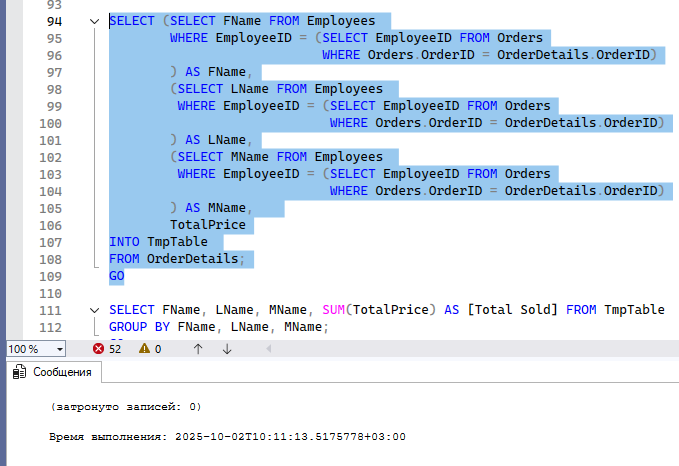 93
94 SELECT (SELECT FName FROM Employees
95 WHERE EmployeeID = (SELECT EmployeeID FROM Orders
96 WHERE Orders.OrderID = OrderDetails.OrderID)
97 ) AS FName,
98 (SELECT LName FROM Employees
99 WHERE EmployeeID = (SELECT EmployeeID FROM Orders
100 WHERE Orders.OrderID = OrderDetails.OrderID)
101 ) AS LName,
102 (SELECT MName FROM Employees
103 WHERE EmployeeID = (SELECT EmployeeID FROM Orders
104 WHERE Orders.OrderID = OrderDetails.OrderID)
105 ) AS MName,
106 TotalPrice
107 INTO TmpTable
108 FROM OrderDetails;
109 GO
110
111 SELECT FName, LName, MName, SUM(TotalPrice) AS [Total Sold] FROM TmpTable
112 GROUP BY FName, LName, MName;
100 % 52 0
Сообщения
(затронуто записей: 0)
Время выполнения: 2025-10-02T10:11:13.5175778+03:00